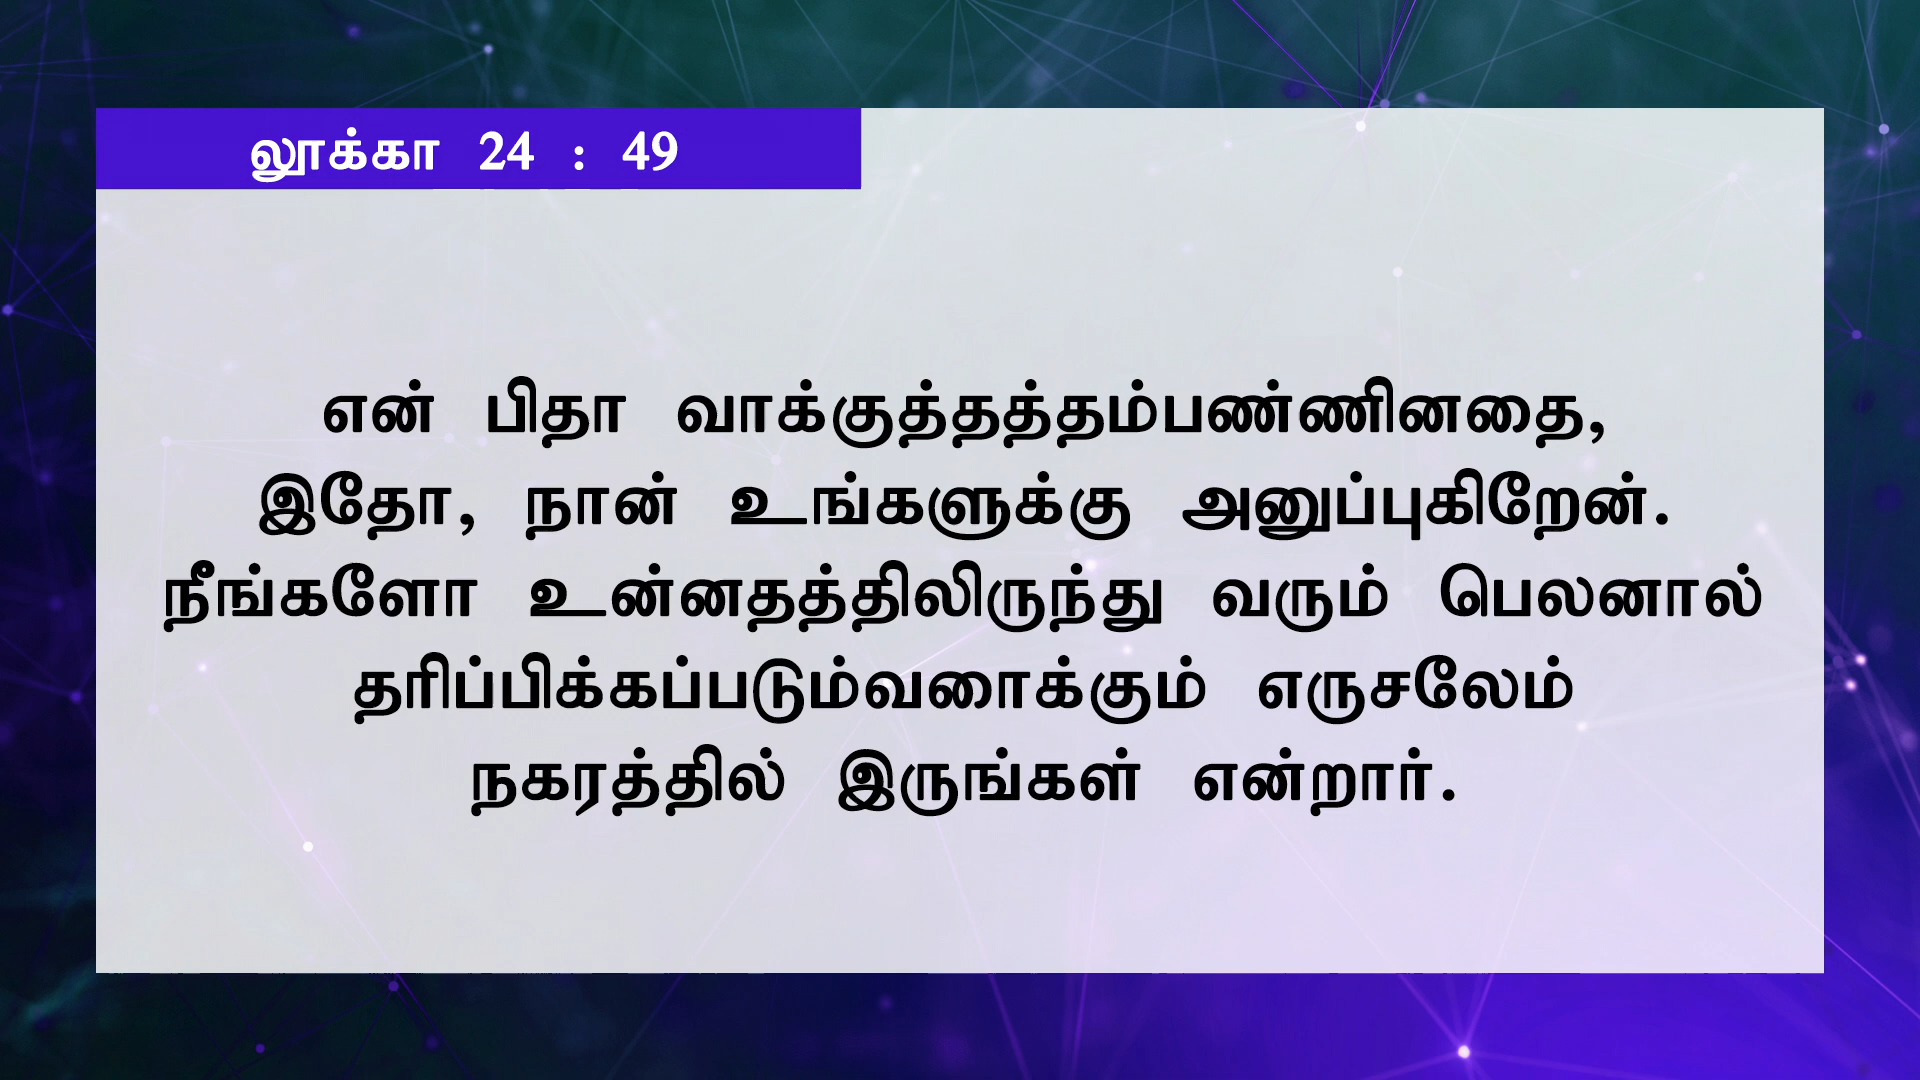 லூக்கா 24 : 49
என் பிதா வாக்குத்தத்தம்பண்ணினதை,
இதோ, நான் உங்களுக்கு அனுப்புகிறேன்.
நீங்களோ உன்னதத்திலிருந்து வரும் பெலனால்
தரிப்பிக்கப்படும்வரைக்கும் எருசலேம்
நகரத்தில் இருங்கள் என்றார்.